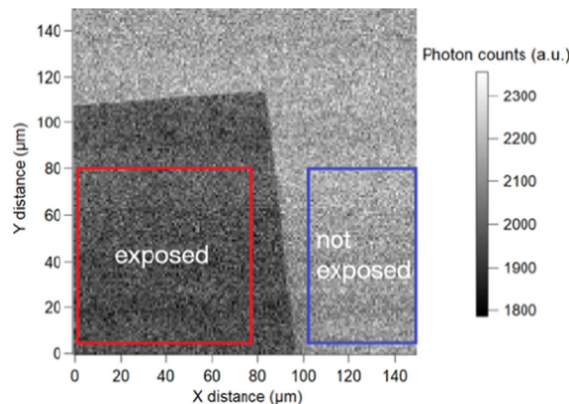 Photon counts (a.u.)
140
120
100
80
60
40
20
0
Y distance (µm)
exposed
not
exposed
0 20 40 60 80 100 120 140
X distance (µm)
2300
2200
2100
2000
1900
1800